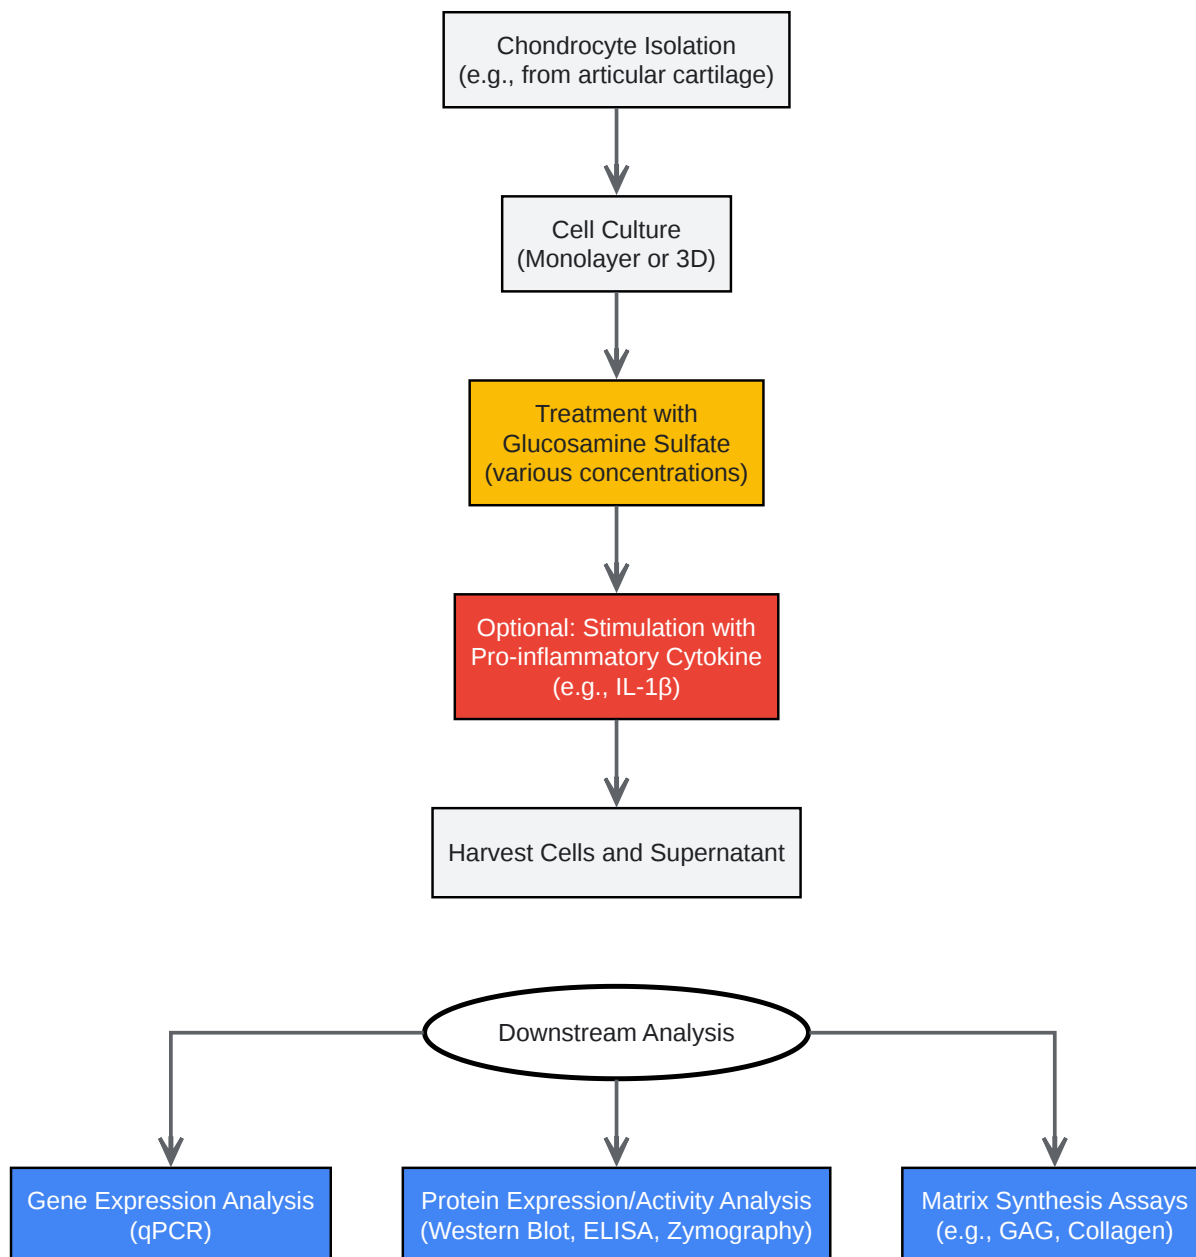 Chondrocyte Isolation
(e.g., from articular cartilage)
Cell Culture
(Monolayer or 3D)
Treatment with
Glucosamine Sulfate
(various concentrations)
Optional: Stimulation with
Pro-inflammatory Cytokine
(e.g., IL-1β)
Harvest Cells and Supernatant
Downstream Analysis
Gene Expression Analysis
(qPCR)
Protein Expression/Activity Analysis
(Western Blot, ELISA, Zymography)
Matrix Synthesis Assays
(e.g., GAG, Collagen)